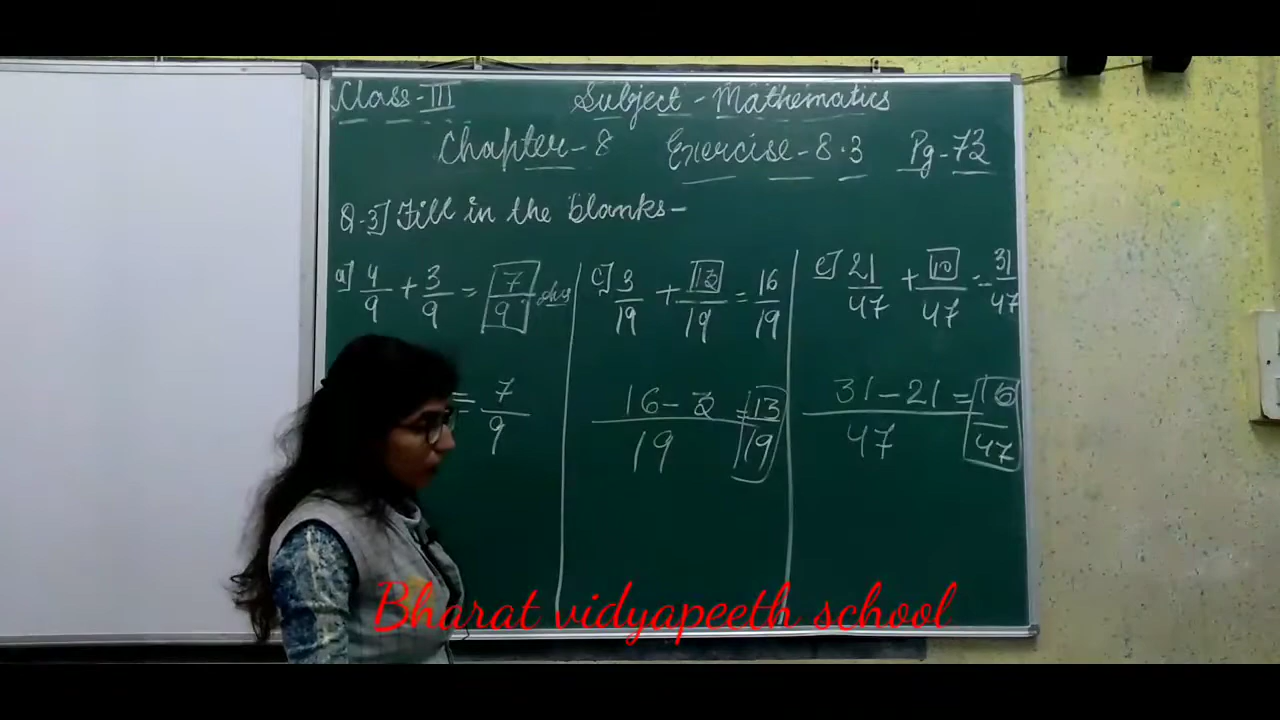 Class-III Subject-Mathematics
Chapter-8 Exercise-8.3 Pg-73
Q-3] Fill in the blanks-
a] 4/9 + 3/9 = 7/9 ans
= 7/9
c] 3/19 + 13/19 = 16/19
16-3/19 = 13/19
e] 21/47 + 10/47 = 31/47
31-21/47 = 10/47
Bharat vidyapeeth school